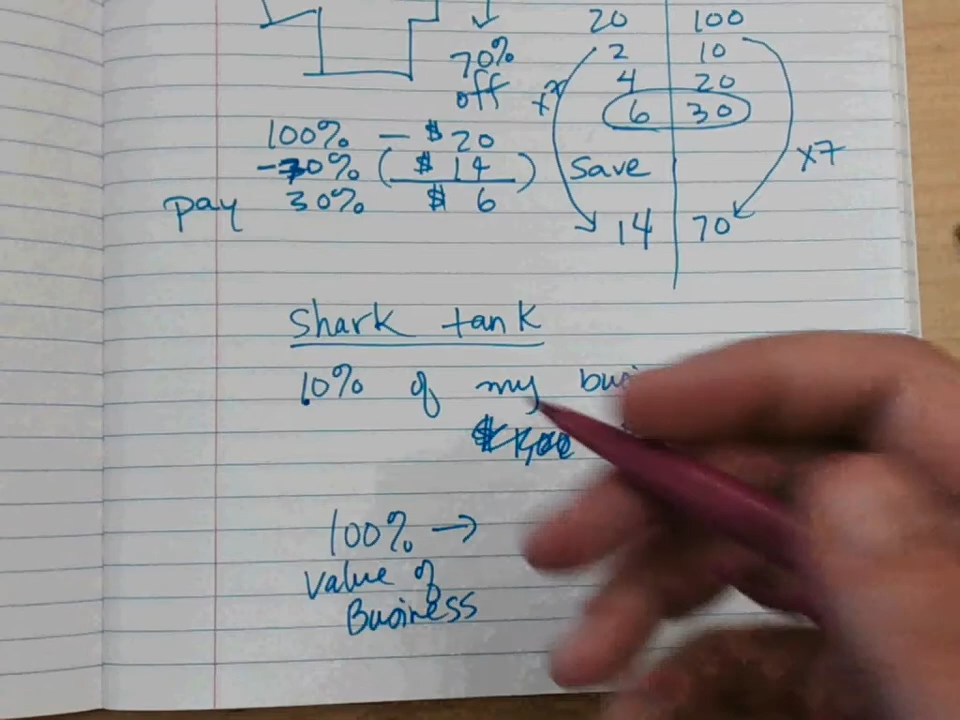 70%
off
100% - $ 20
-70% ($ 14)
pay 30% $ 6
20 100
2 10
4 20
6 30
x7
x7
Save
14 70
Shark tank
10% of my
100% →
Value of
Business